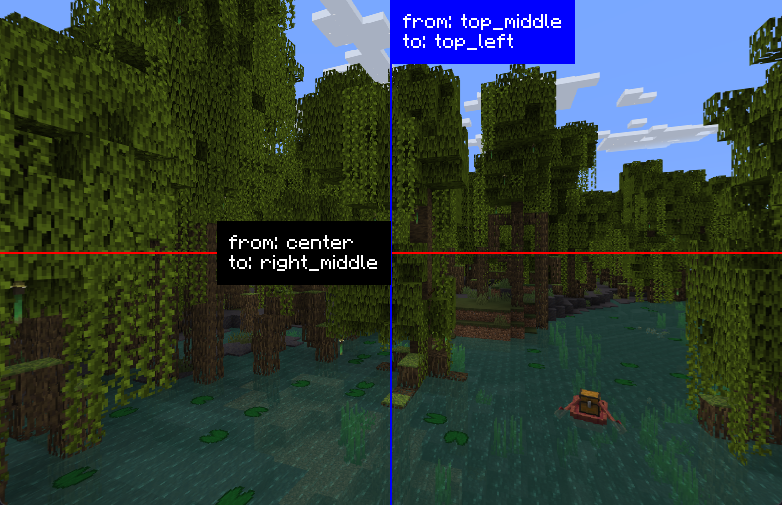 from: top_middle
to: top_left
from: center
to: right_middle